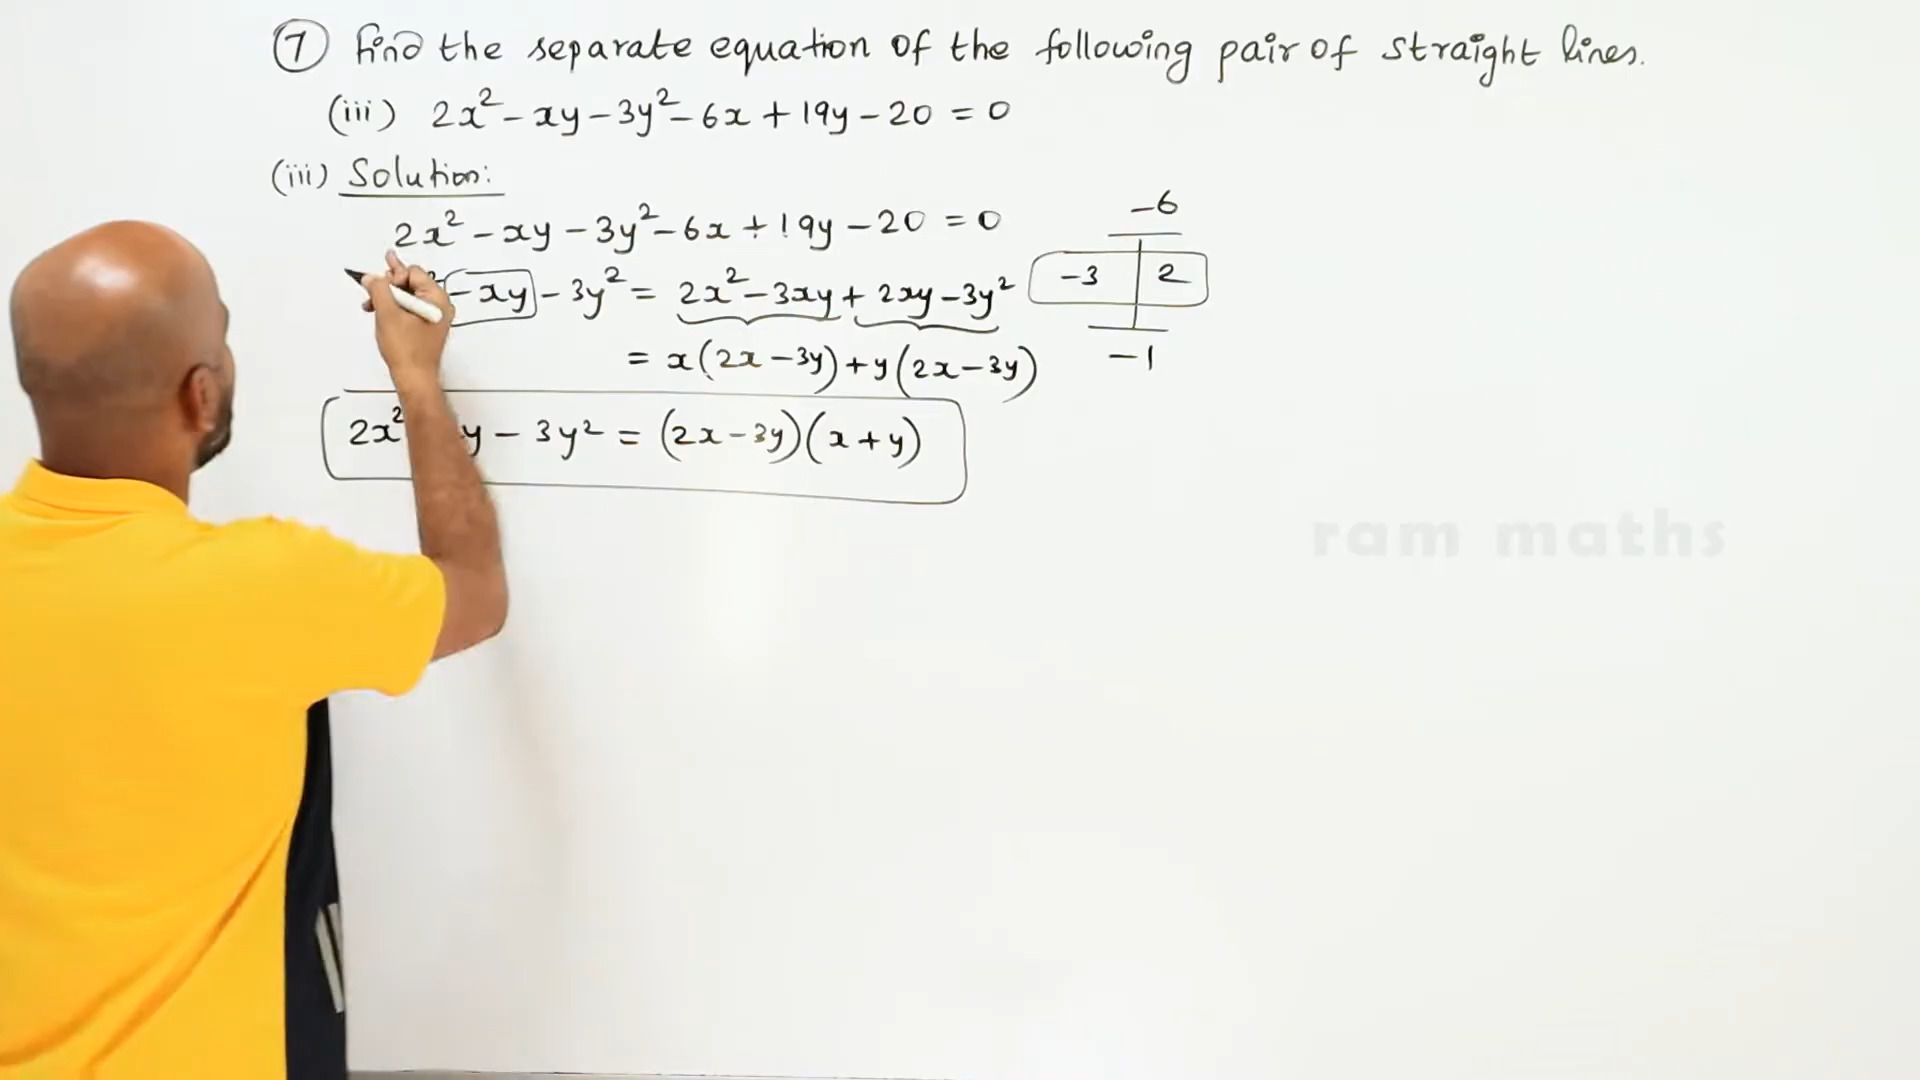 7 Find the separate equation of the following pair of straight lines.
(iii) 2x² - xy - 3y² - 6x + 19y - 20 = 0
(iii) Solution:
2x² - xy - 3y² - 6x + 19y - 20 = 0
-6
² - xy - 3y² = 2x² - 3xy + 2xy - 3y²
-3 2
= x(2x - 3y) + y(2x - 3y)
-1
2x² y - 3y² = (2x - 3y)(x + y)
ram maths